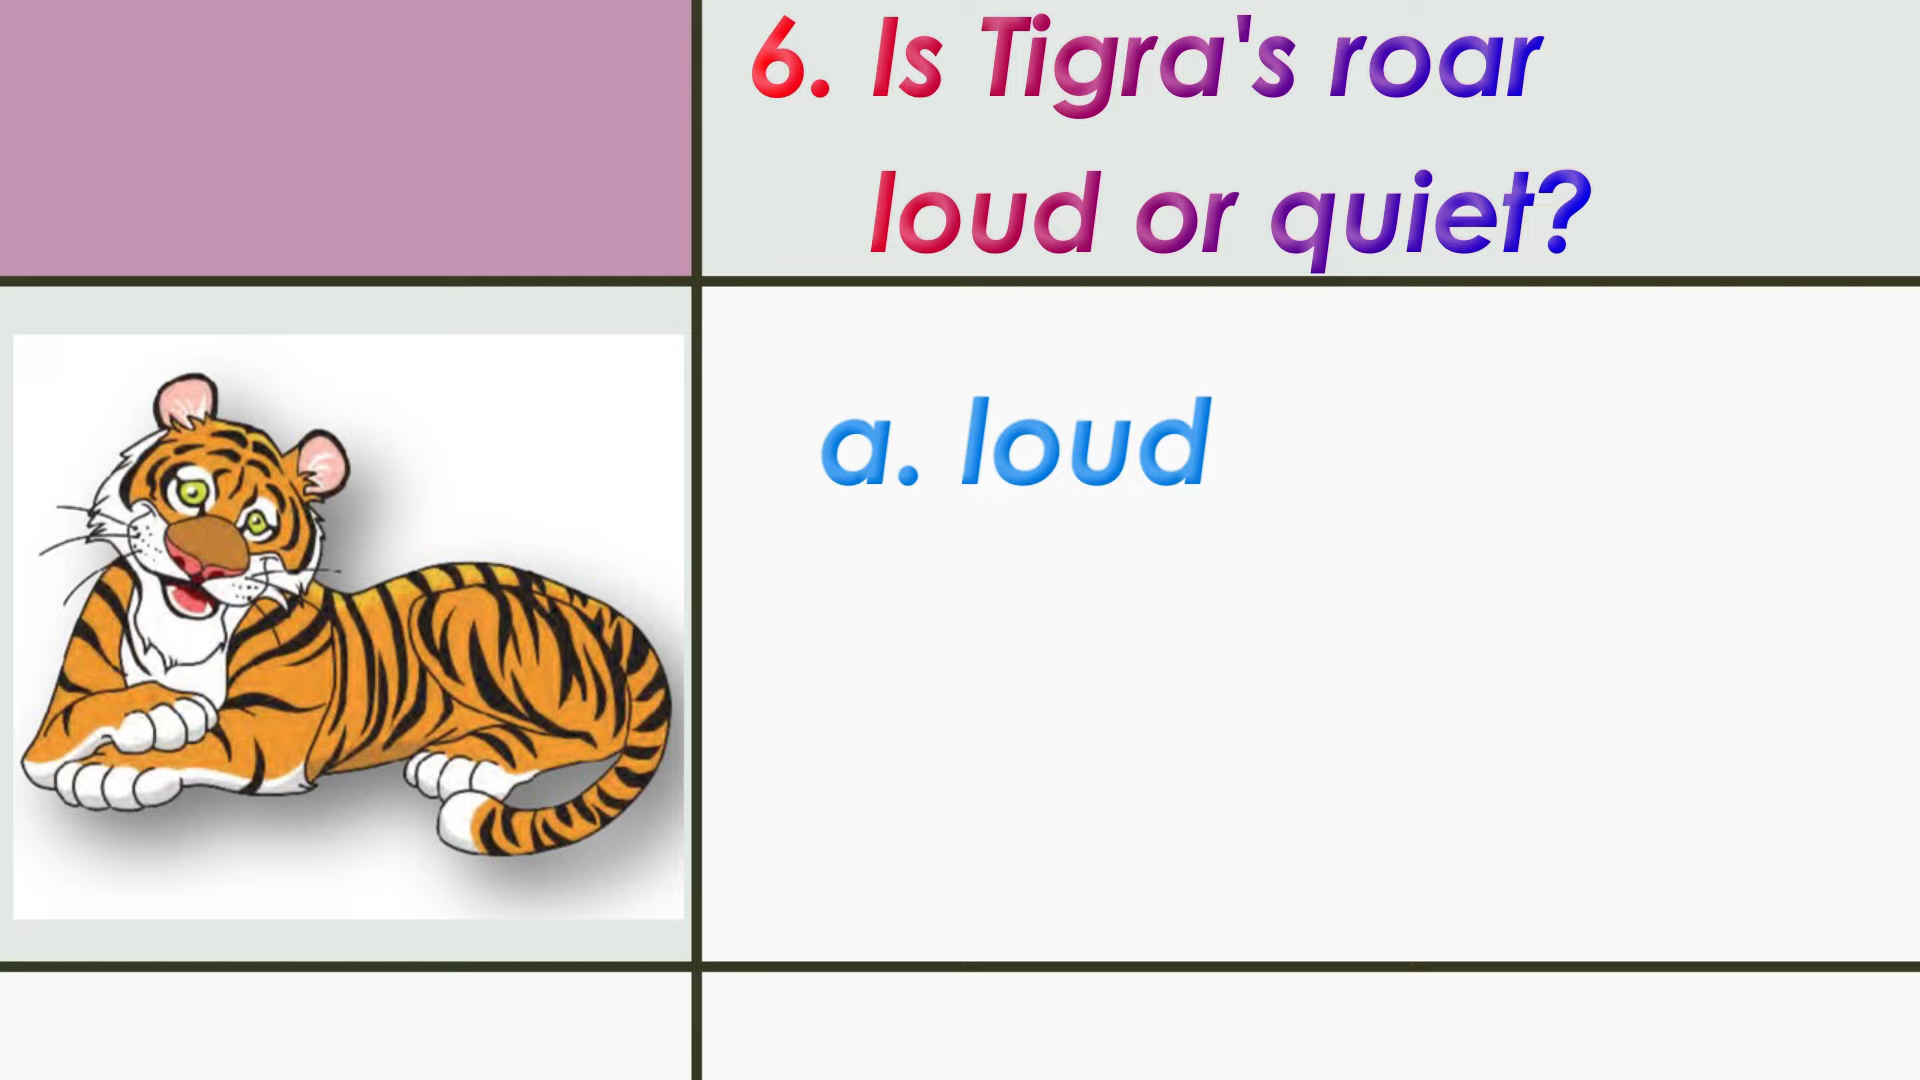 6. Is Tigra's roar
loud or quiet?
a. loud